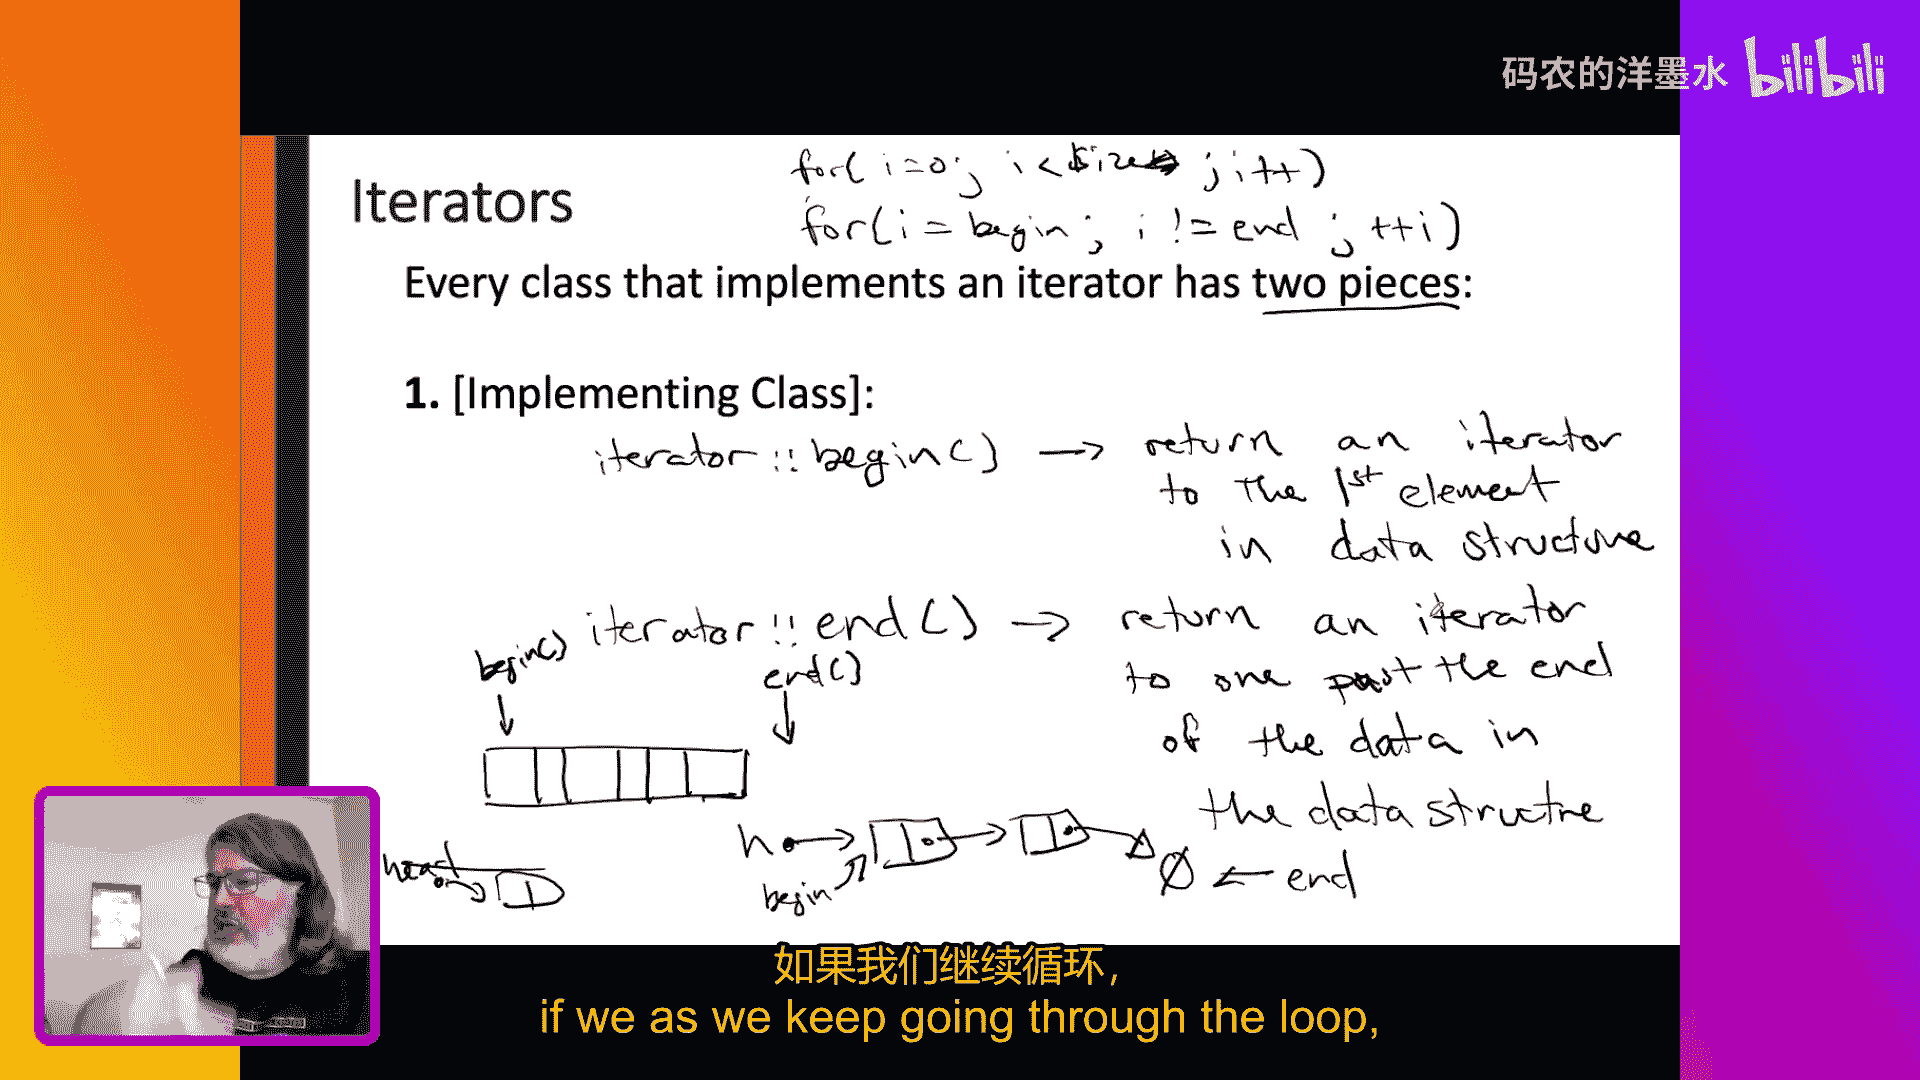 码农的洋墨水 bilibili
for( i=0; i < size ; i++)
Iterators
for(i = begin ; i != end ; ++i)
Every class that implements an iterator has two pieces:
1. [Implementing Class]:
iterator :: begin() → return an iterator
to the 1st element
in data structure
iterator :: end() → return an iterator
begin()
end()
to one past the end
of the data in
the data structure
h
head
begin
Ø ← end
如果我们继续循环,
if we as we keep going through the loop,